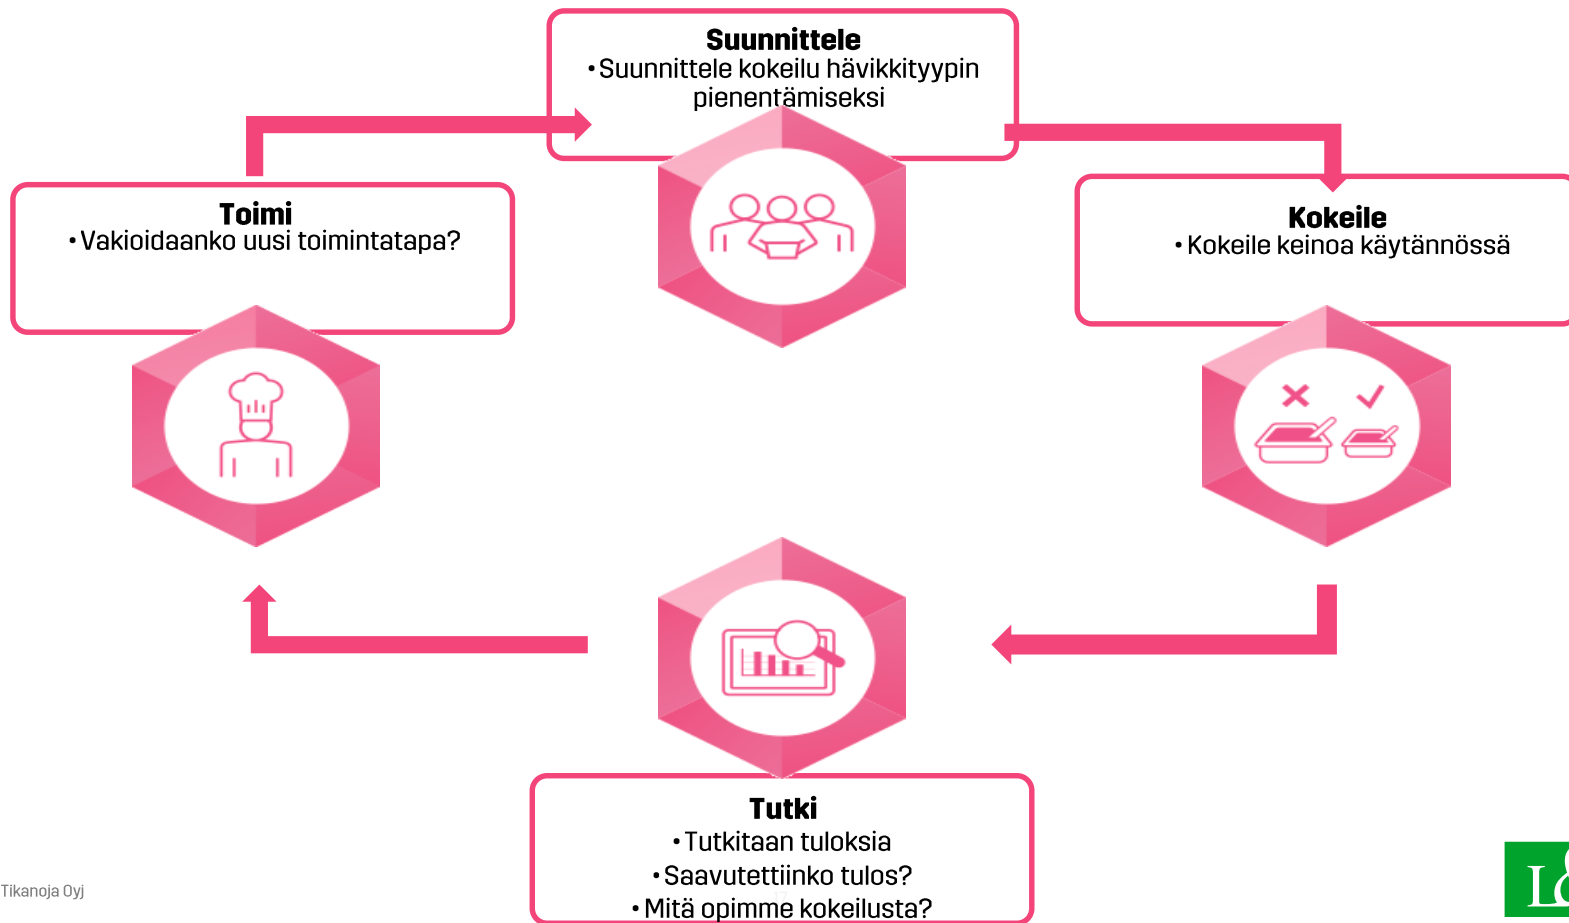 Suunnittele
• Suunnittele kokeilu hävikkityypin
pienentämiseksi
Toimi
• Vakioidaanko uusi toimintatapa?
Kokeile
• Kokeile keinoa käytännössä
Tutki
• Tutkitaan tuloksia
• Saavutettiinko tulos?
• Mitä opimme kokeilusta?
Tikanoja Oyj
L&